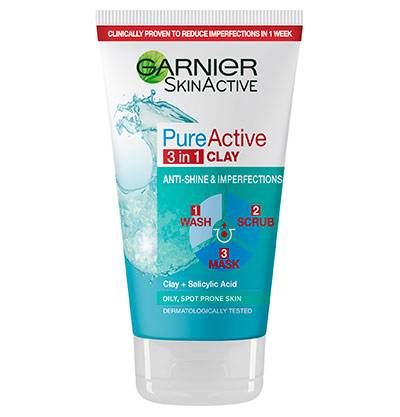 CLINICALLY PROVEN TO REDUCE IMPERFECTIONS IN 1 WEEK
GARNIER
SKINACTIVE
PureActive
3 in 1 CLAY
ANTI-SHINE & IMPERFECTIONS
1
WASH
2
SCRUB
3
MASK
Clay + Salicylic Acid
OILY, SPOT PRONE SKIN
DERMATOLOGICALLY TESTED